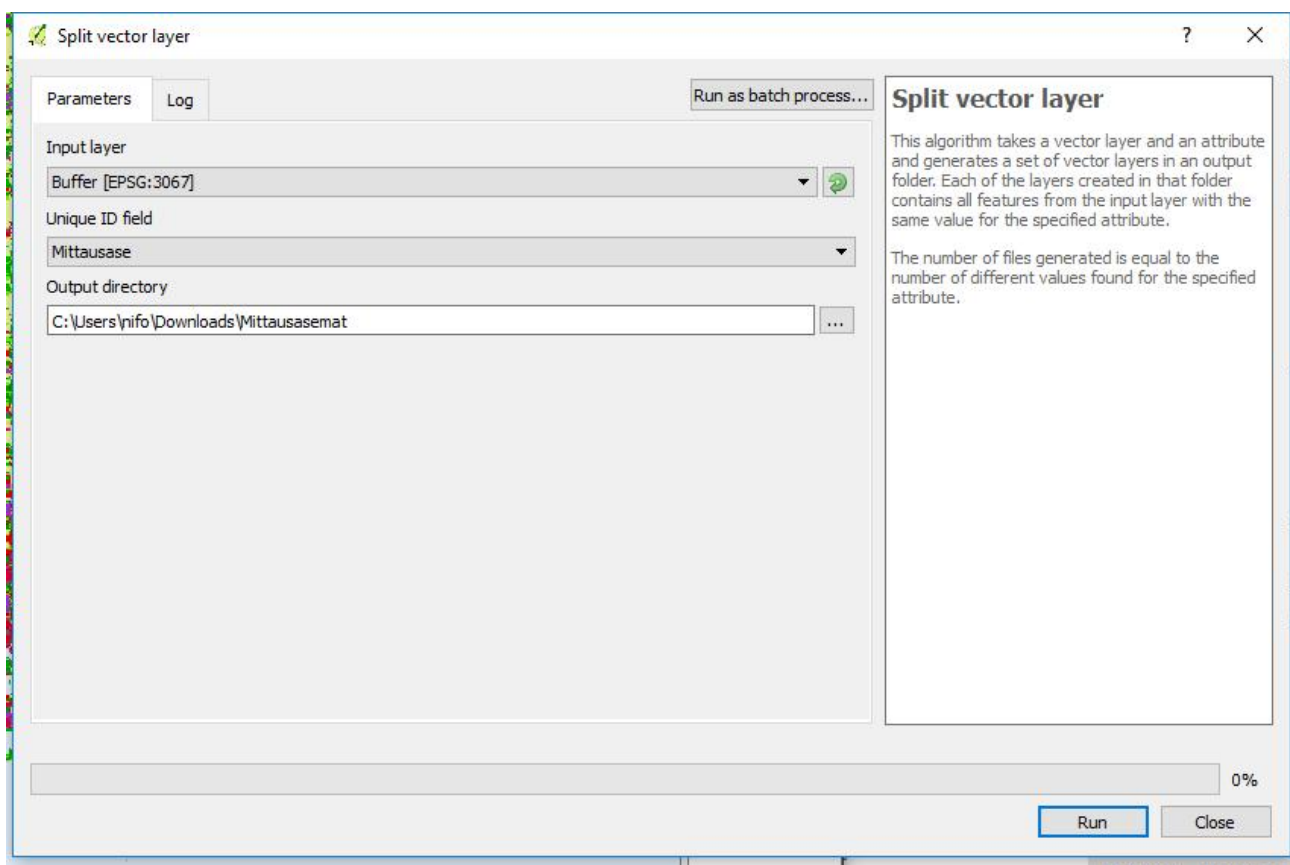 Split vector layer
?
Parameters
Log
Run as batch process...
Input layer
Buffer [EPSG:3067]
Unique ID field
Mittausase
Output directory
C:\Users\nifo\Downloads\Mittausasemat
...
Split vector layer
This algorithm takes a vector layer and an attribute
and generates a set of vector layers in an output
folder. Each of the layers created in that folder
contains all features from the input layer with the
same value for the specified attribute.
The number of files generated is equal to the
number of different values found for the specified
attribute.
0%
Run
Close